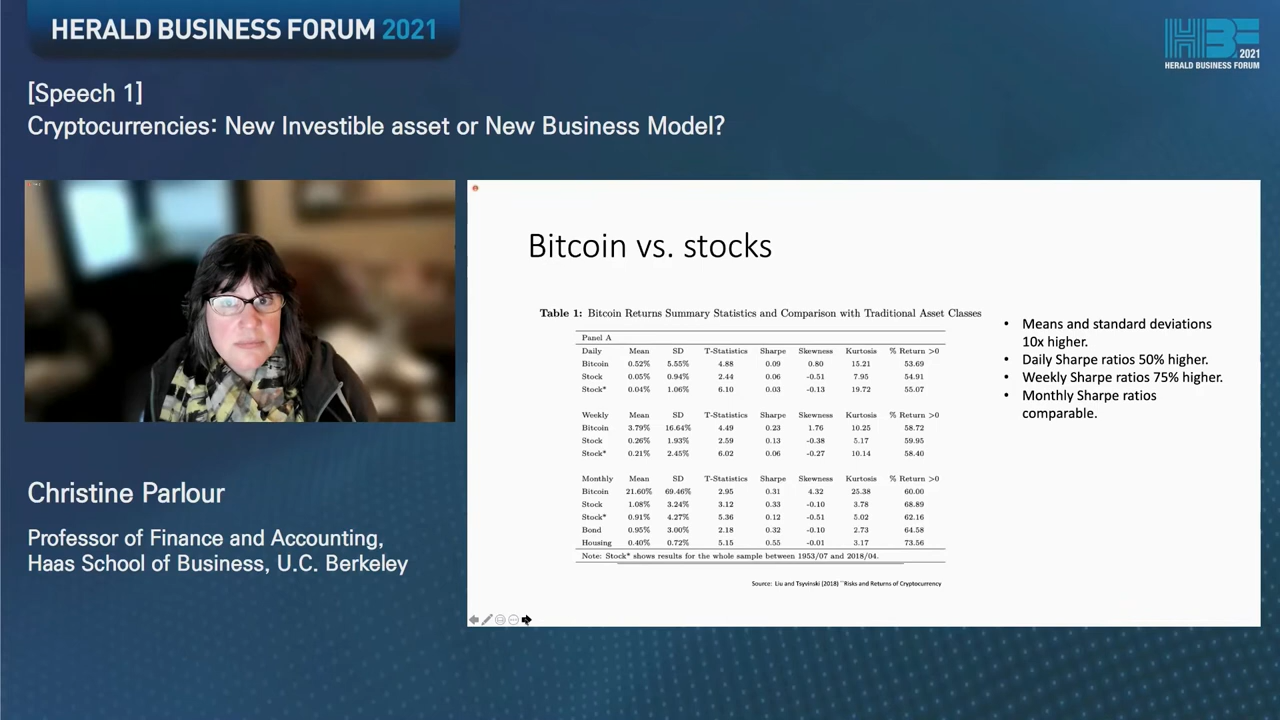 HERALD BUSINESS FORUM 2021
HBF 2021
HERALD BUSINESS FORUM
[Speech 1]
Cryptocurrencies: New Investible asset or New Business Model?
Bitcoin vs. stocks
Table 1: Bitcoin Returns Summary Statistics and Comparison with Traditional Asset Classes
Panel A
Daily Mean SD T-Statistics Sharpe Skewness Kurtosis % Return >0
Bitcoin 0.52% 5.55% 4.88 0.09 0.80 15.21 53.69
Stock 0.05% 0.94% 2.44 0.06 -0.51 7.95 54.91
Stock* 0.04% 1.06% 6.10 0.03 -0.13 19.72 55.07
Weekly Mean SD T-Statistics Sharpe Skewness Kurtosis % Return >0
Bitcoin 3.79% 16.64% 4.49 0.23 1.76 10.25 58.72
Stock 0.26% 1.93% 2.59 0.13 -0.38 5.17 59.95
Stock* 0.21% 2.45% 6.02 0.06 -0.27 10.14 58.40
Monthly Mean SD T-Statistics Sharpe Skewness Kurtosis % Return >0
Bitcoin 21.60% 69.46% 2.95 0.31 4.32 25.38 60.00
Stock 1.08% 3.24% 3.12 0.33 -0.10 3.78 68.89
Stock* 0.91% 4.27% 5.36 0.12 -0.51 5.02 62.16
Bond 0.95% 3.00% 2.18 0.32 -0.10 2.73 64.58
Housing 0.40% 0.72% 5.15 0.55 -0.01 3.17 73.56
Note: Stock* shows results for the whole sample between 1953/07 and 2018/04.
Source: Liu and Tsyvinski (2018) ``Risks and Returns of Cryptocurrency
• Means and standard deviations
10x higher.
• Daily Sharpe ratios 50% higher.
• Weekly Sharpe ratios 75% higher.
• Monthly Sharpe ratios
comparable.
Christine Parlour
Professor of Finance and Accounting,
Haas School of Business, U.C. Berkeley